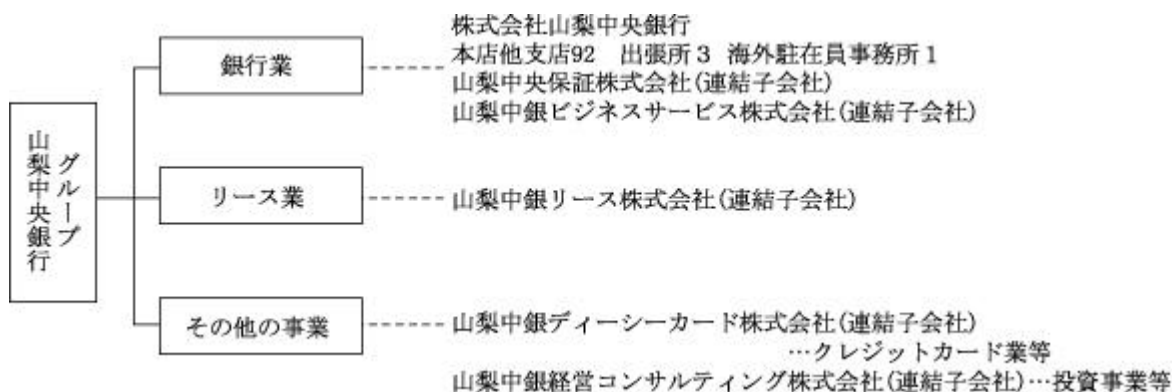 山梨中央銀行
グループ
銀行業
株式会社山梨中央銀行
本店他支店92　出張所3　海外駐在員事務所1
山梨中央保証株式会社(連結子会社)
山梨中銀ビジネスサービス株式会社(連結子会社)
リース業
山梨中銀リース株式会社(連結子会社)
その他の事業
山梨中銀ディーシーカード株式会社(連結子会社)
…クレジットカード業等
山梨中銀経営コンサルティング株式会社(連結子会社)…投資事業等